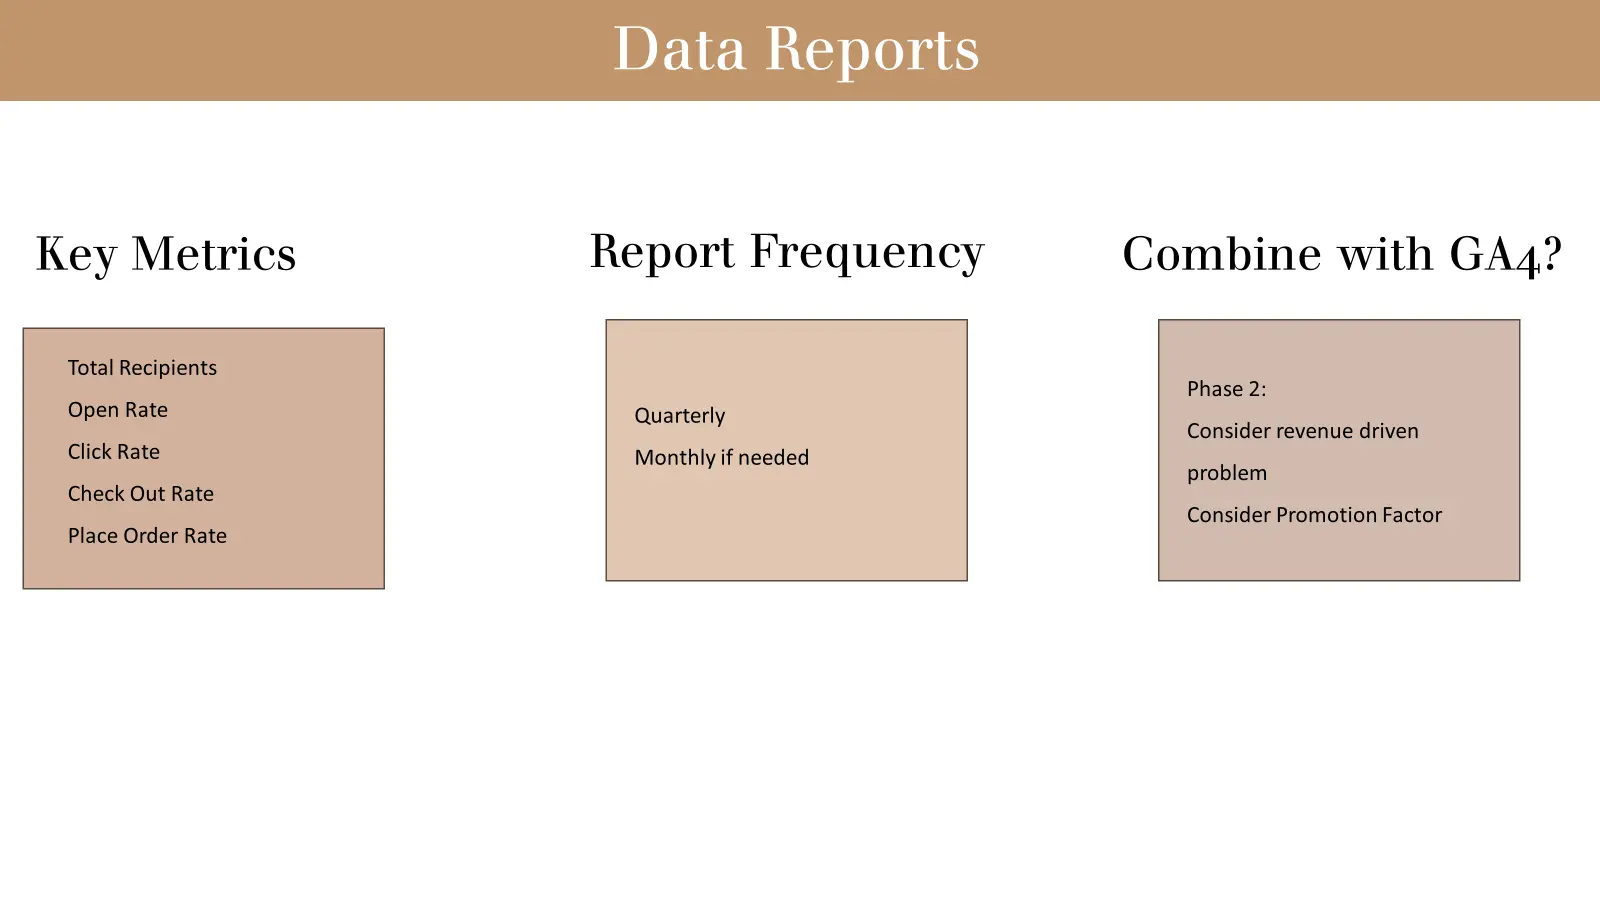 Data Reports
Key Metrics
Total Recipients
Open Rate
Click Rate
Check Out Rate
Place Order Rate
Report Frequency
Quarterly
Monthly if needed
Combine with GA4?
Phase 2:
Consider revenue driven
problem
Consider Promotion Factor